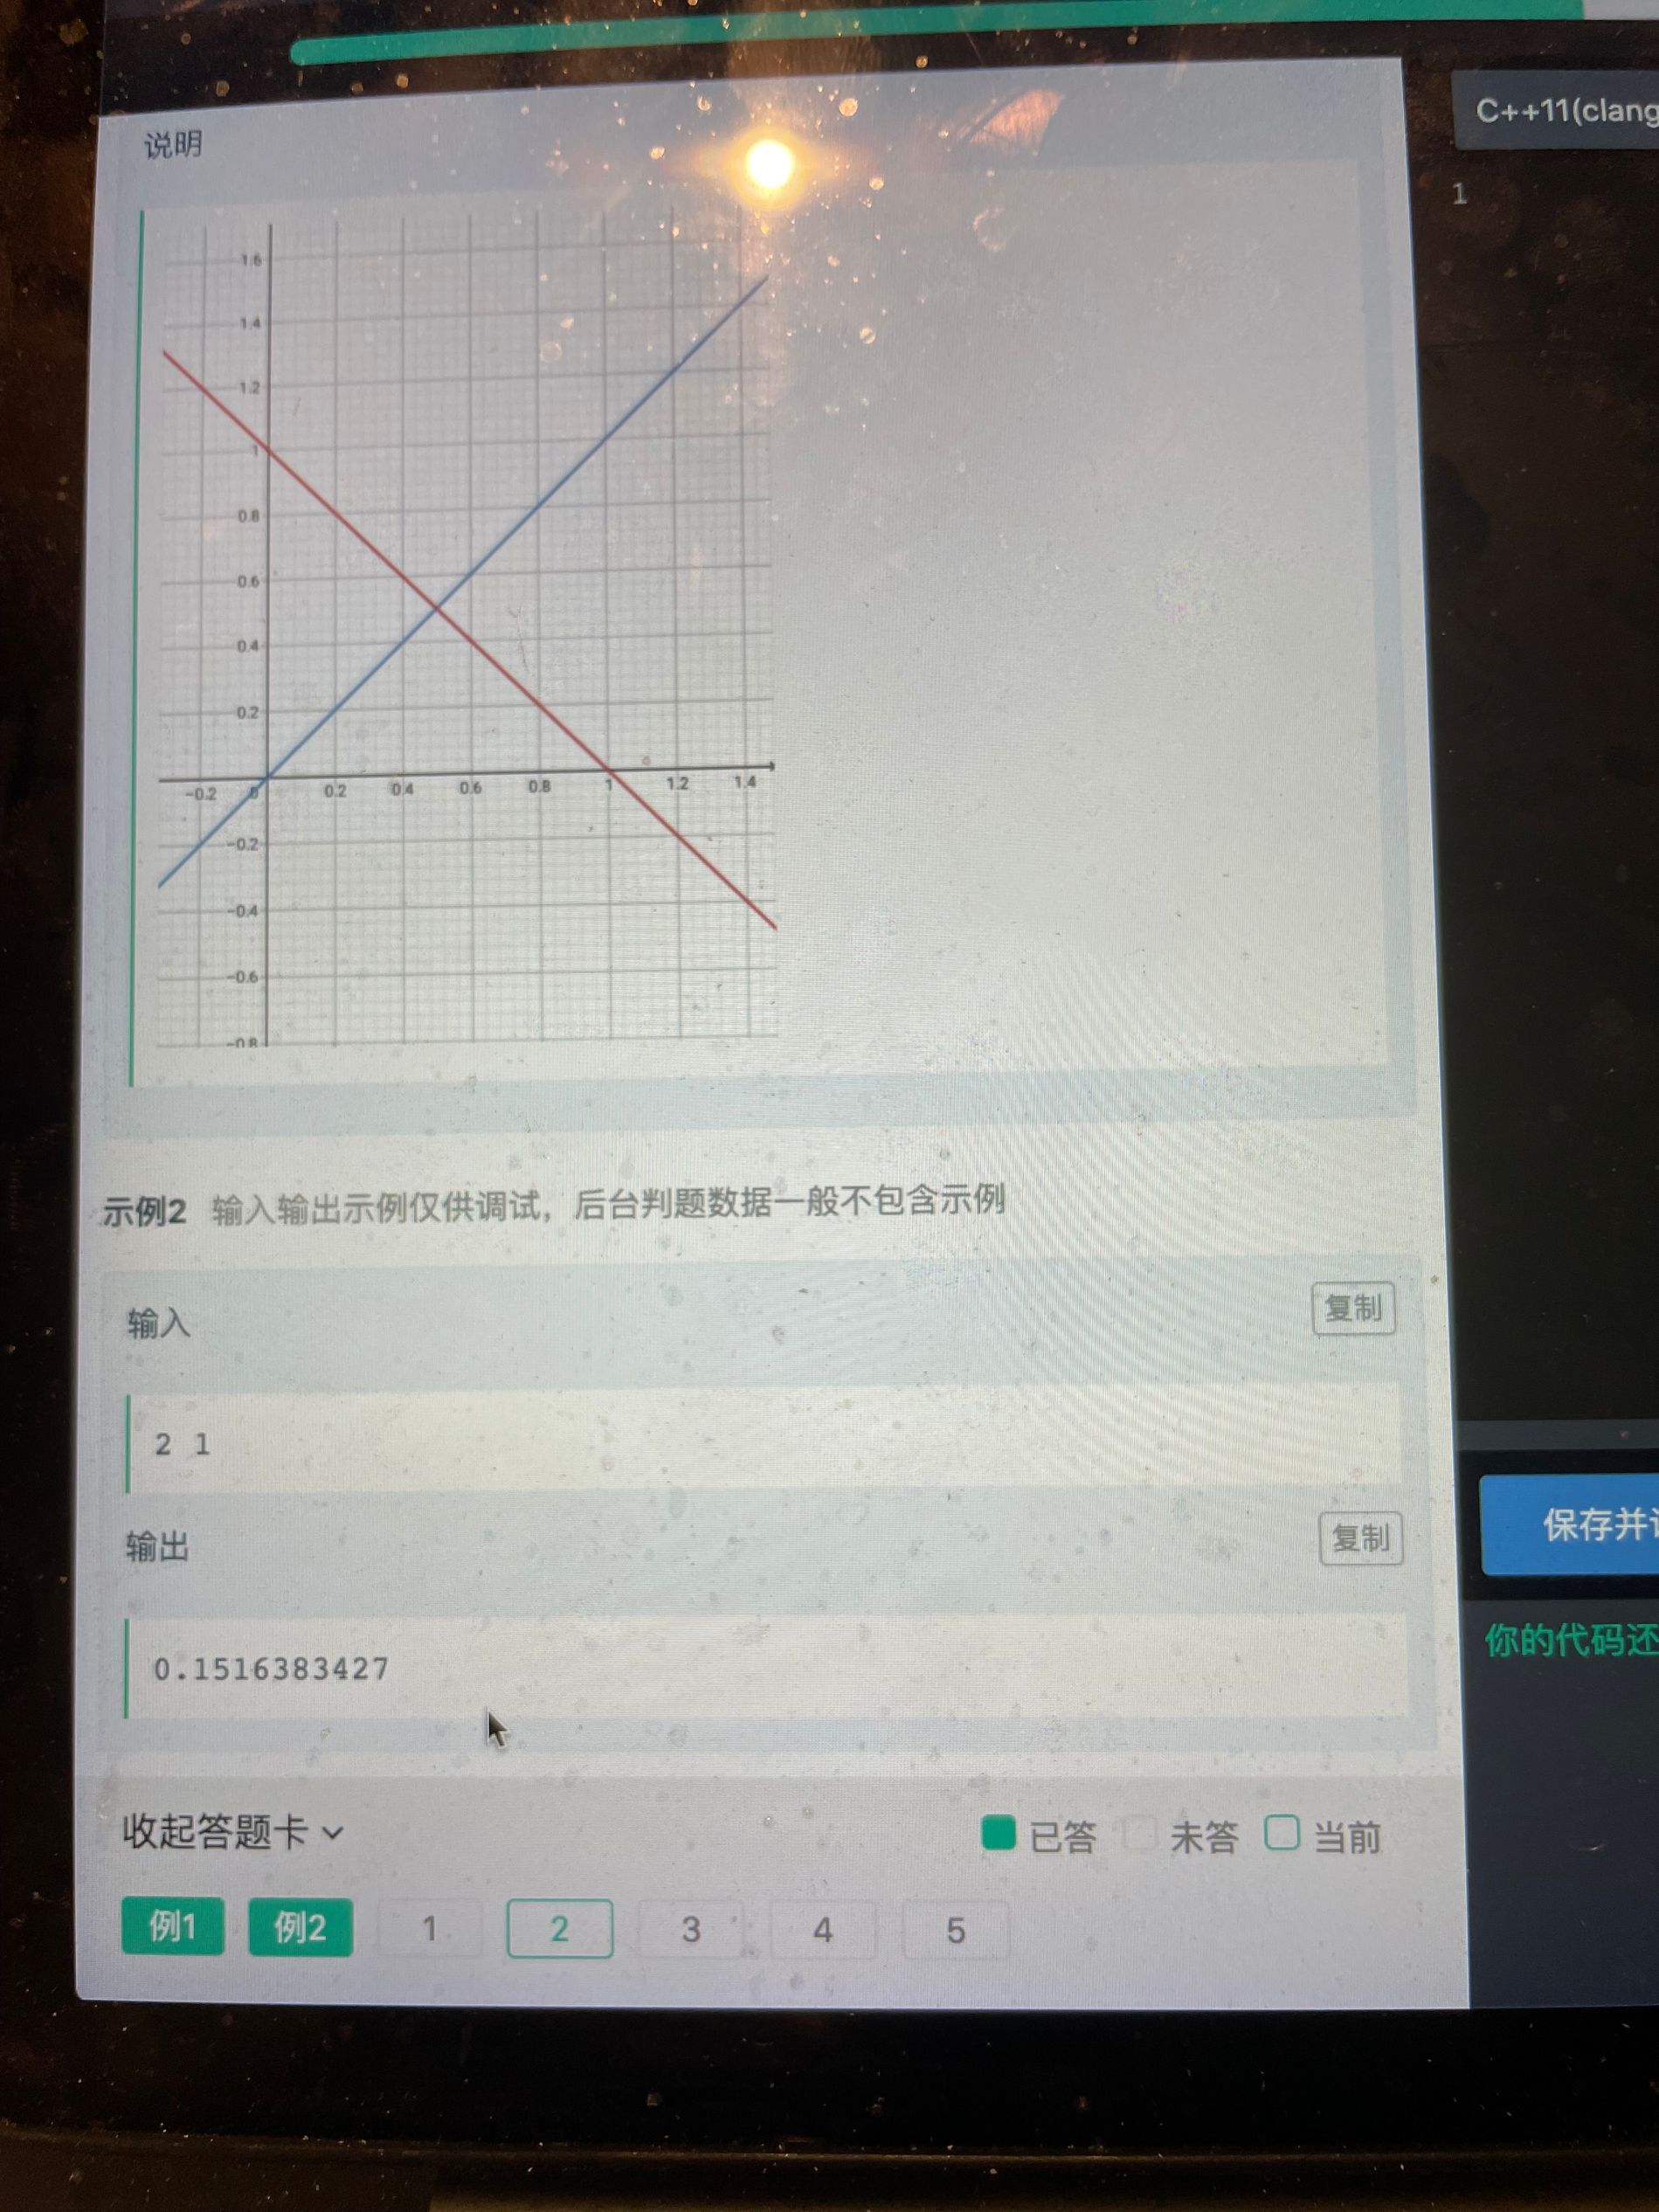 C++11(clang
1
说明
1.6
1.4
1.2
1
0.8
0.6
0.4
0.2
-0.2 0 0.2 0.4 0.6 0.8 1 1.2 1.4
-0.2
-0.4
-0.6
-0.8
示例2 输入输出示例仅供调试，后台判题数据一般不包含示例
输入
复制
2 1
输出
复制
0.1516383427
保存并
你的代码还
收起答题卡
已答 未答 当前
例1 例2 1 2 3 4 5